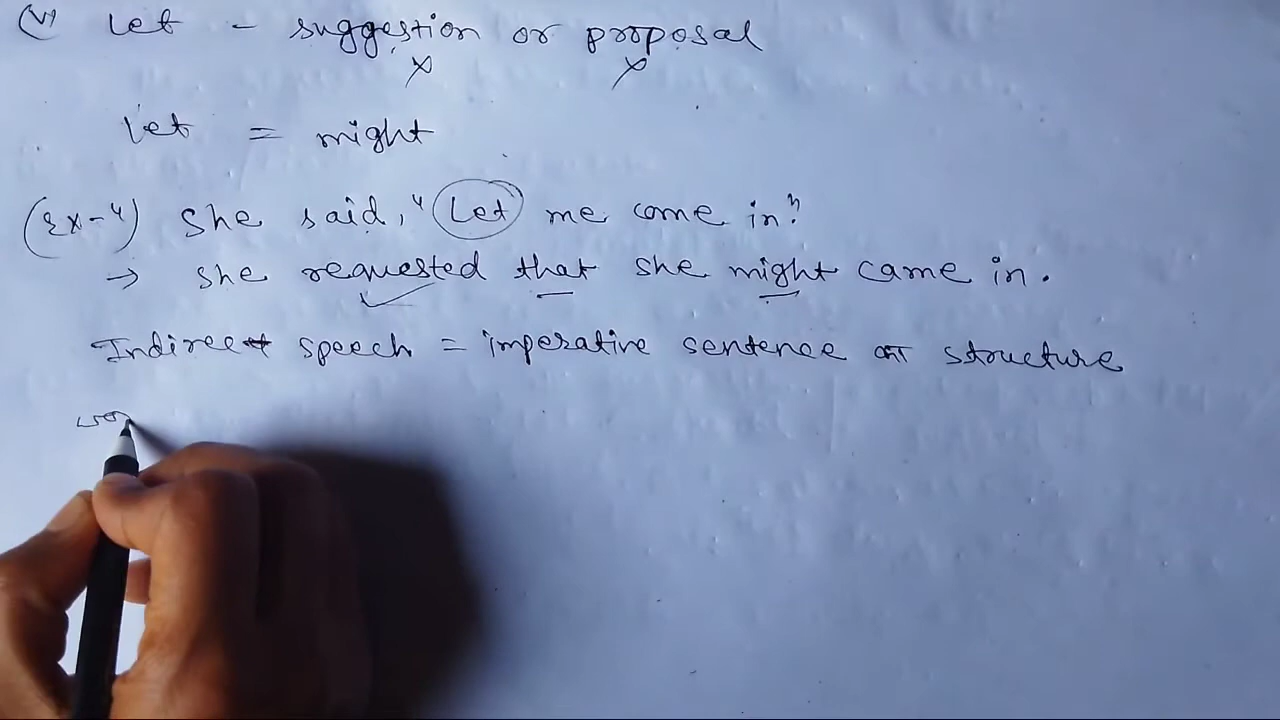 (v) Let - suggestion or proposal
x x
Let = might
(Ex-4) She said, "Let me come in"
→ she requested that she might came in.
Indirect speech = imperative sentence এর structure